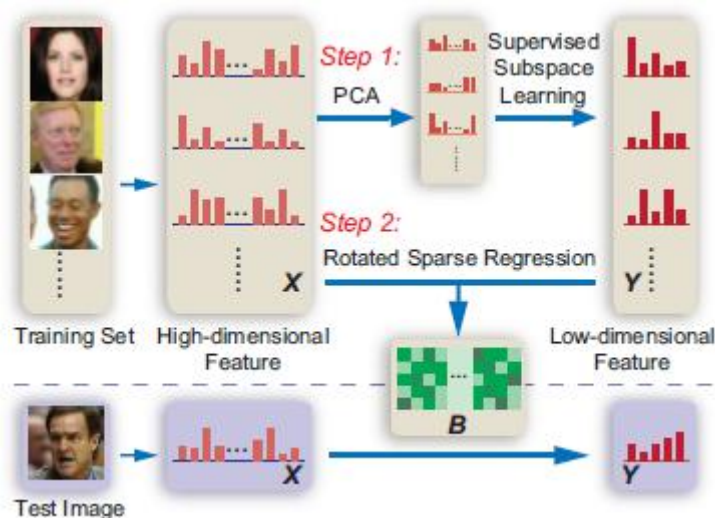 Step 1:
PCA
Supervised
Subspace
Learning
Step 2:
Rotated Sparse Regression
X
Y
Training Set
High-dimensional
Feature
Low-dimensional
Feature
B
X
Y
Test Image